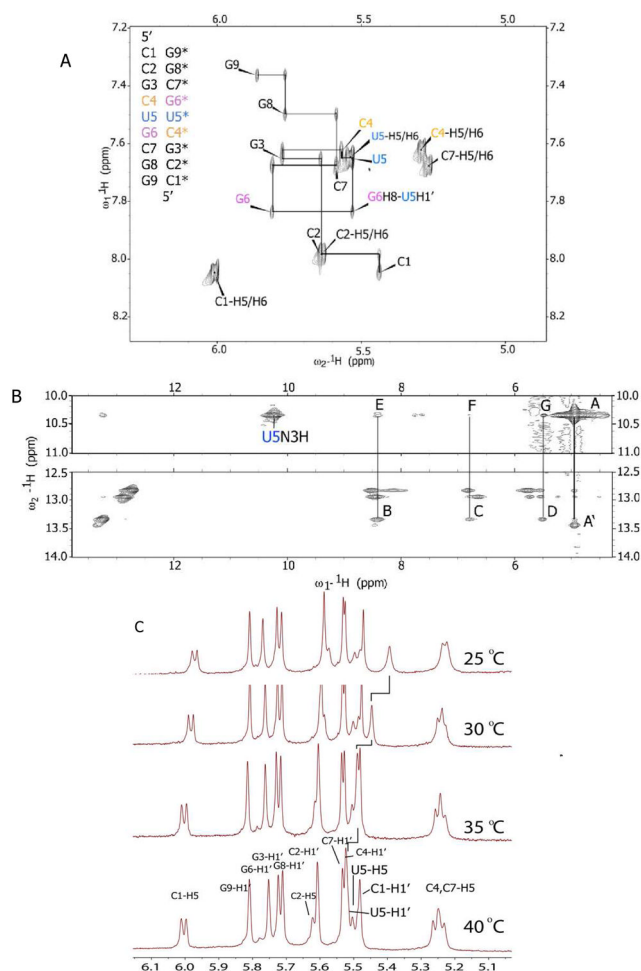 A
5′
C1 G9*
C2 G8*
G3 C7*
C4 G6*
U5 U5*
G6 C4*
C7 G3*
G8 C2*
G9 C1*
5′
7.2
7.4
7.6
7.8
8.0
8.2
ω1-¹H (ppm)
G9
G8
G3
C4
U5-H5/H6
U5
C4-H5/H6
C7-H5/H6
C7
G6
G6H8-U5H1′
C2
C2-H5/H6
C1
C1-H5/H6
6.0 5.5 5.0
ω2-¹H (ppm)
B
12 10 8 6
10.0
10.5
11.0
U5N3H
E F G A
12.5
13.0
13.5
14.0
ω2 -¹H (ppm)
B C D A‘
12 10 8 6
ω1-¹H (ppm)
C
25 °C
30 °C
35 °C
40 °C
C1-H5
G9-H1′
G6-H1′
G3-H1′
G8-H1′
C2-H1′
C2-H5
C7-H1′
C4-H1′
U5-H5
C1-H1′
U5-H1′
C4,C7-H5
6.1 6.0 5.9 5.8 5.7 5.6 5.5 5.4 5.3 5.2 5.1